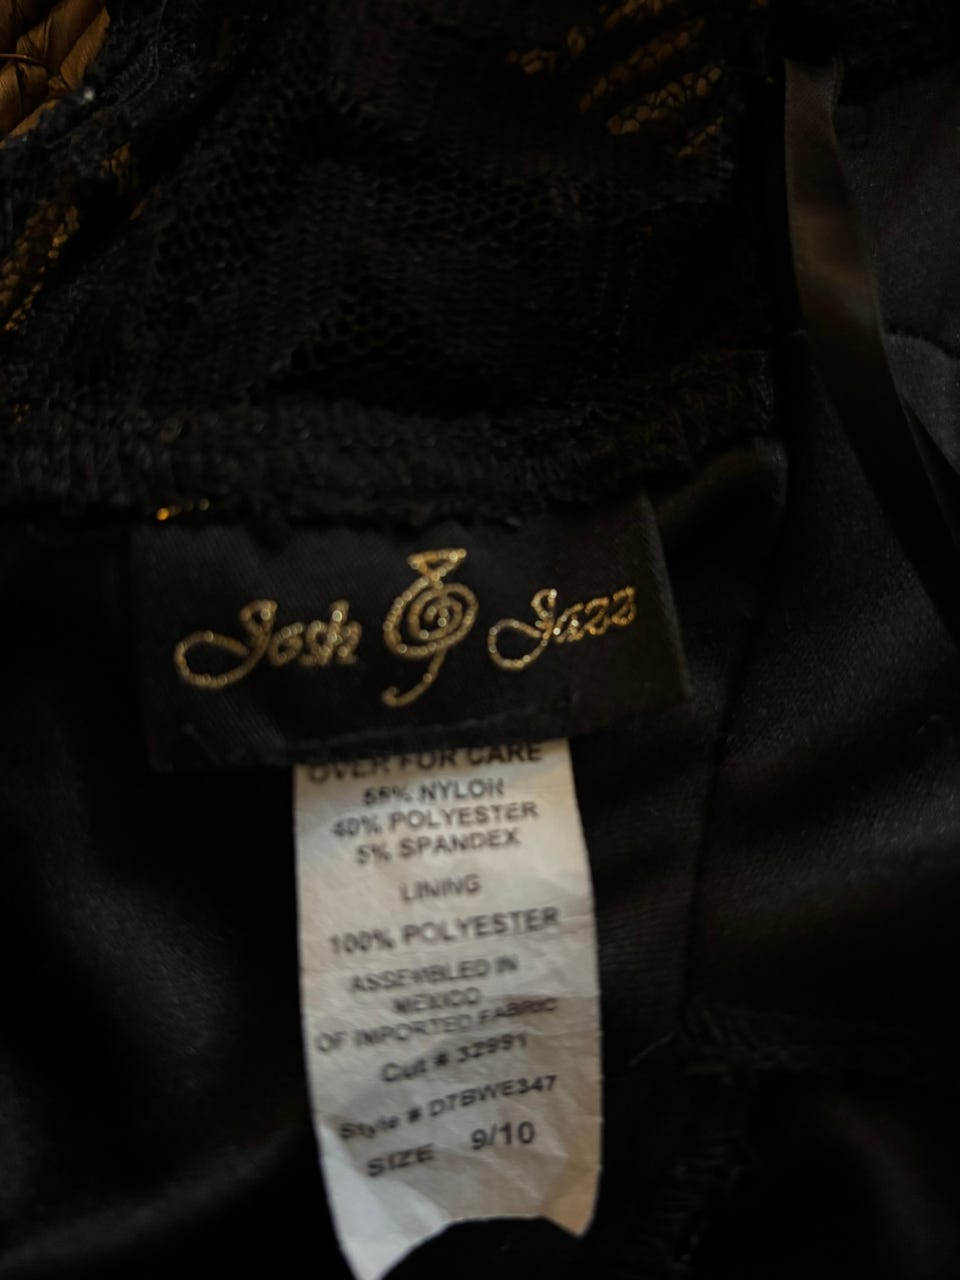 Josh & Jazz
OVER FOR CARE
55% NYLON
40% POLYESTER
5% SPANDEX
LINING
100% POLYESTER
ASSEMBLED IN
MEXICO
OF IMPORTED FABRIC
Cut # 32991
Style # DTBWE347
SIZE 9/10